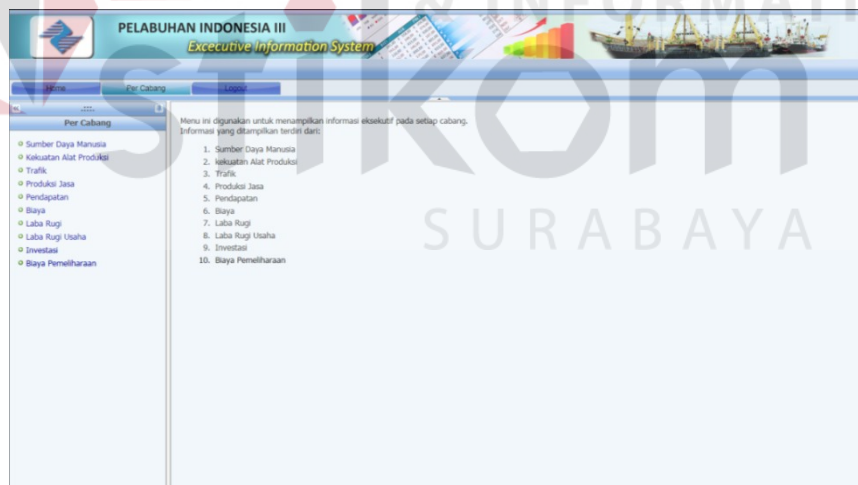 & INFORMATI
PELABUHAN INDONESIA III
Excecutive Information System
Home
Per Cabang
Logout
Per Cabang
Sumber Daya Manusia
Kekuatan Alat Produksi
Trafik
Produksi Jasa
Pendapatan
Biaya
Laba Rugi
Laba Rugi Usaha
Investasi
Biaya Pemeliharaan
Menu ini digunakan untuk menampilkan informasi eksekutif pada setiap cabang.
Informasi yang ditampilkan terdiri dari:
1. Sumber Daya Manusia
2. kekuatan Alat Produksi
3. Trafik
4. Produksi Jasa
5. Pendapatan
6. Biaya
7. Laba Rugi
8. Laba Rugi Usaha
9. Investasi
10. Biaya Pemeliharaan
stikom
SURABAYA